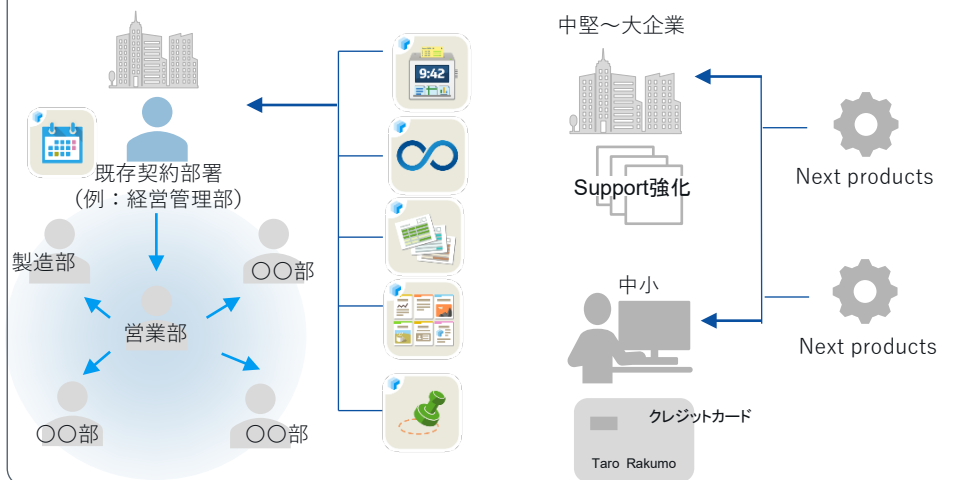 中堅～大企業
9:42
既存契約部署
（例：経営管理部）
製造部
〇〇部
営業部
〇〇部
〇〇部
Support強化
Next products
中小
Next products
クレジットカード
Taro Rakumo